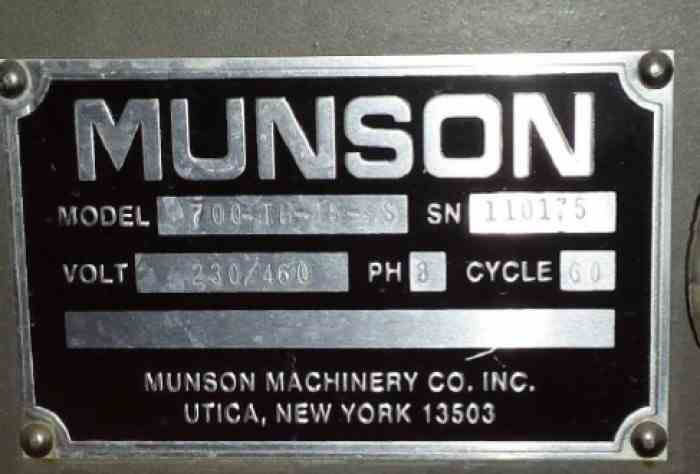 MUNSON
MODEL SN 110175
VOLT 230/460 PH 3 CYCLE 60
MUNSON MACHINERY CO. INC.
UTICA, NEW YORK 13503